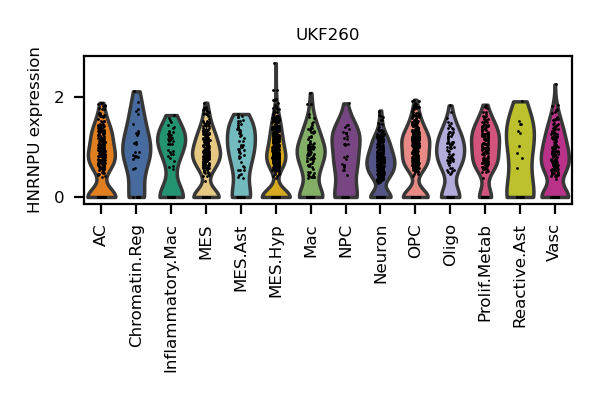 UKF260
HNRNPU expression
2
0
AC
Chromatin.Reg
Inflammatory.Mac
MES
MES.Ast
MES.Hyp
Mac
NPC
Neuron
OPC
Oligo
Prolif.Metab
Reactive.Ast
Vasc